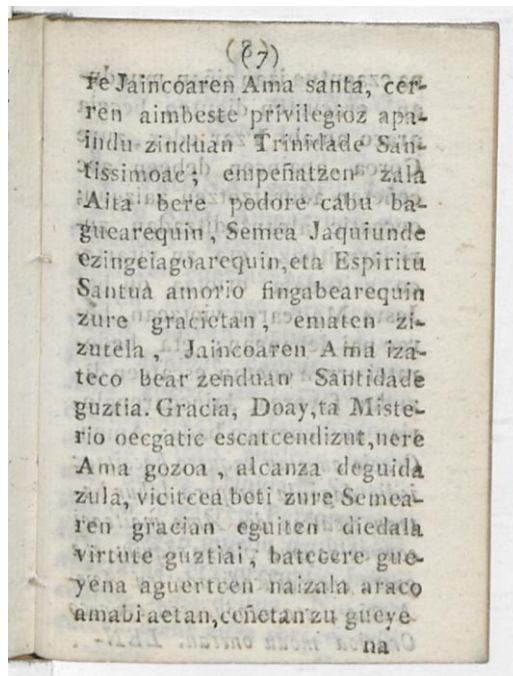 (87)
re Jaincoaren Ama santa, cer-
ren aimbeste privilegioz apa-
indu zinduan Trinidade San-
tissimoac; empeñatzen zala
Aita bere podore cabu ba-
guearequin, Semea Jaquiunde
ezingeiagoarequin, eta Espiritu
Santua amorio fingabearequin
zure gracietan, ematen zi-
zutela, Jaincoaren Ama iza-
teco bear zenduan Santidade
guztia. Gracia, Doay, ta Miste-
rio oecgatic escatcendizut, nere
Ama gozoa, alcanza deguida
zula, vicitcea beti zure Semea-
ren gracian eguiten diedala
virtute guztiai, batecere gue-
yena aguertcen naizala araco
amabi aetan, ceñetan zu gueye
na